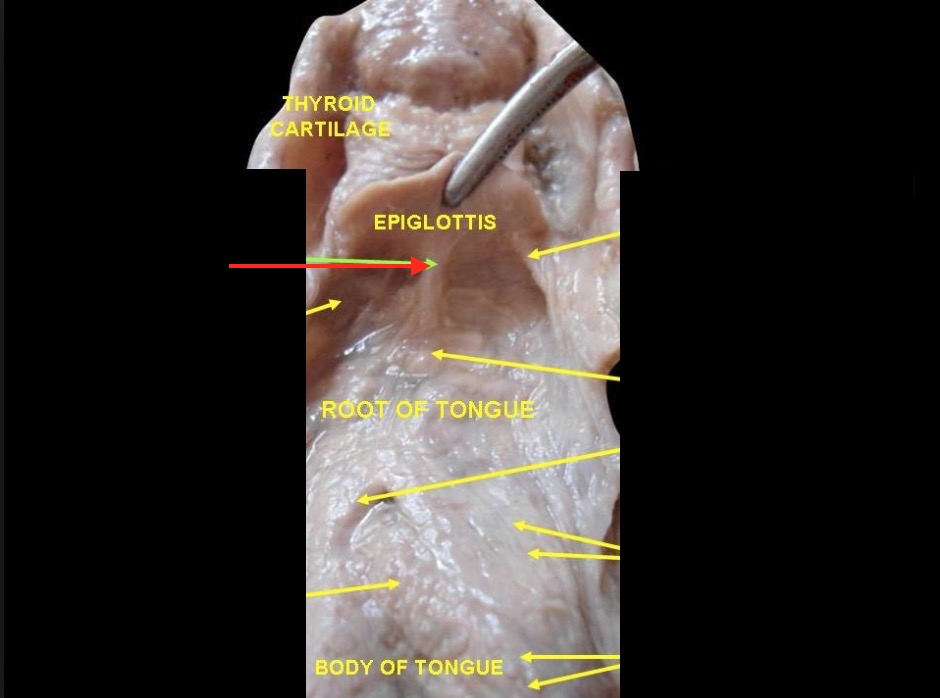 THYROID
CARTILAGE
EPIGLOTTIS
ROOT OF TONGUE
BODY OF TONGUE